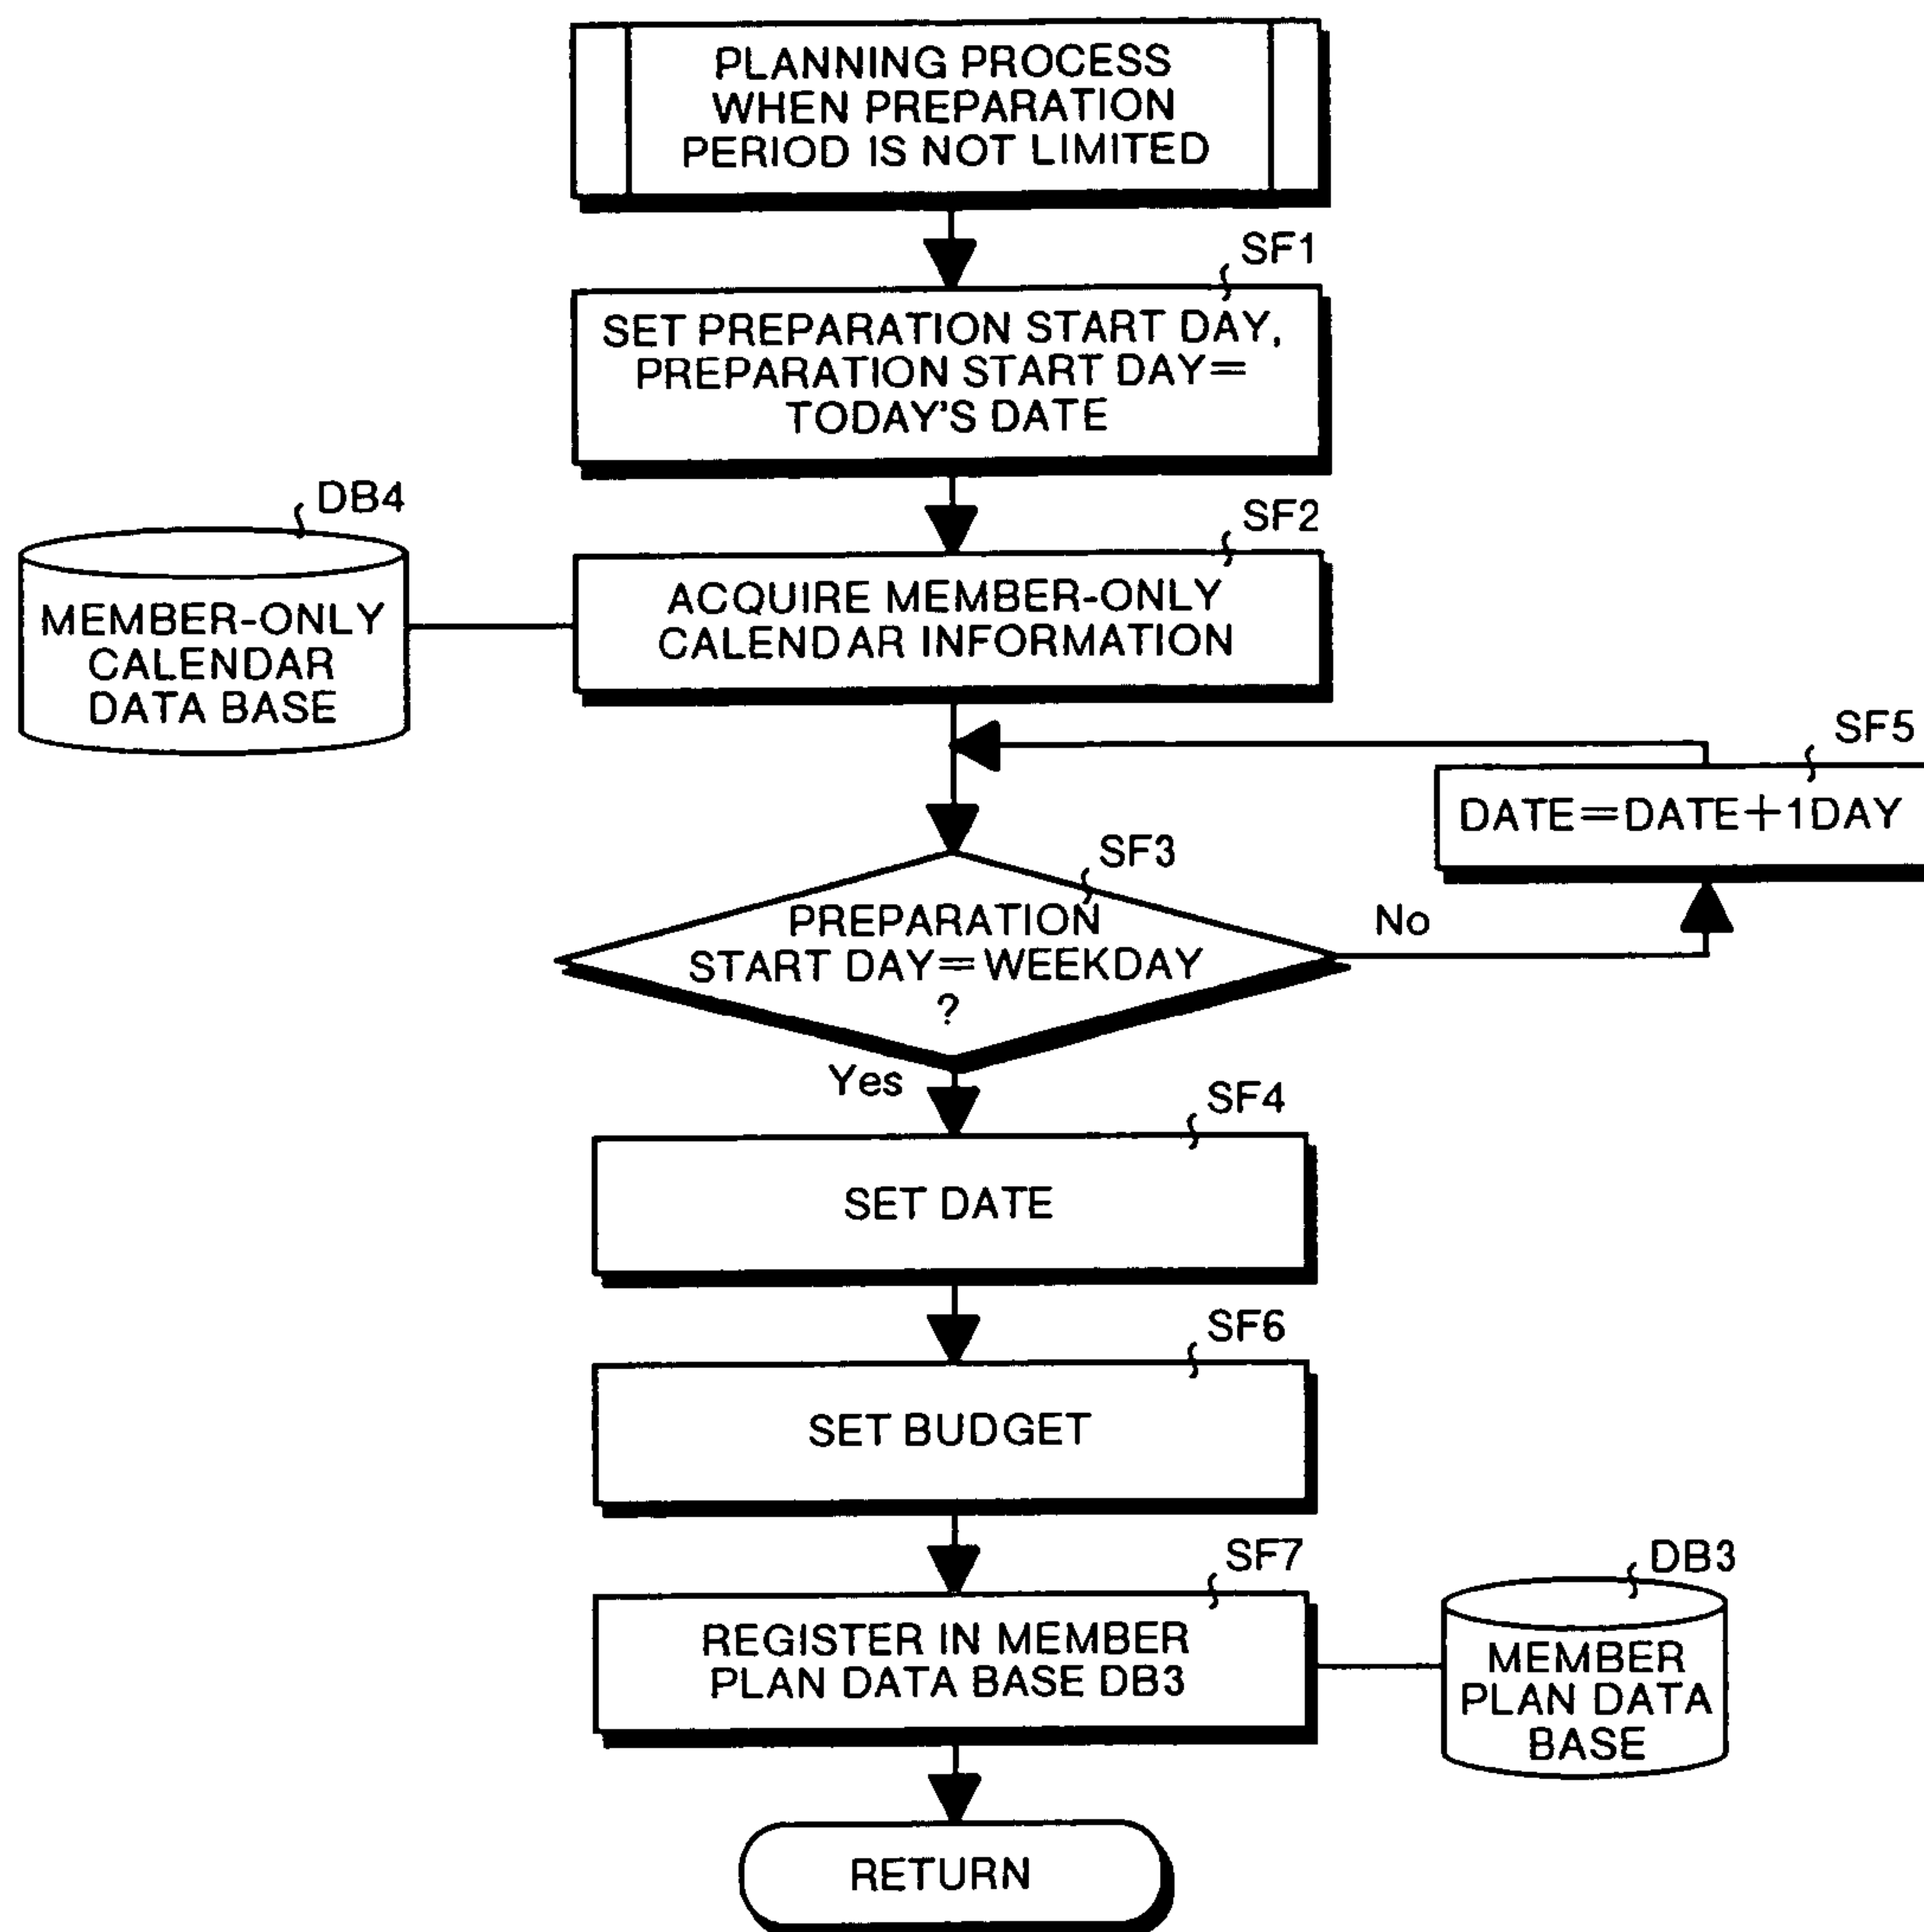 PLANNING PROCESS
WHEN PREPARATION
PERIOD IS NOT LIMITED
SF1
SET PREPARATION START DAY,
PREPARATION START DAY=
TODAY'S DATE
DB4
SF2
MEMBER-ONLY
CALENDAR
DATA BASE
ACQUIRE MEMBER-ONLY
CALENDAR INFORMATION
SF5
DATE=DATE+1DAY
SF3
PREPARATION
START DAY=WEEKDAY
?
No
Yes
SF4
SET DATE
SF6
SET BUDGET
SF7
REGISTER IN MEMBER
PLAN DATA BASE DB3
DB3
MEMBER
PLAN DATA
BASE
RETURN